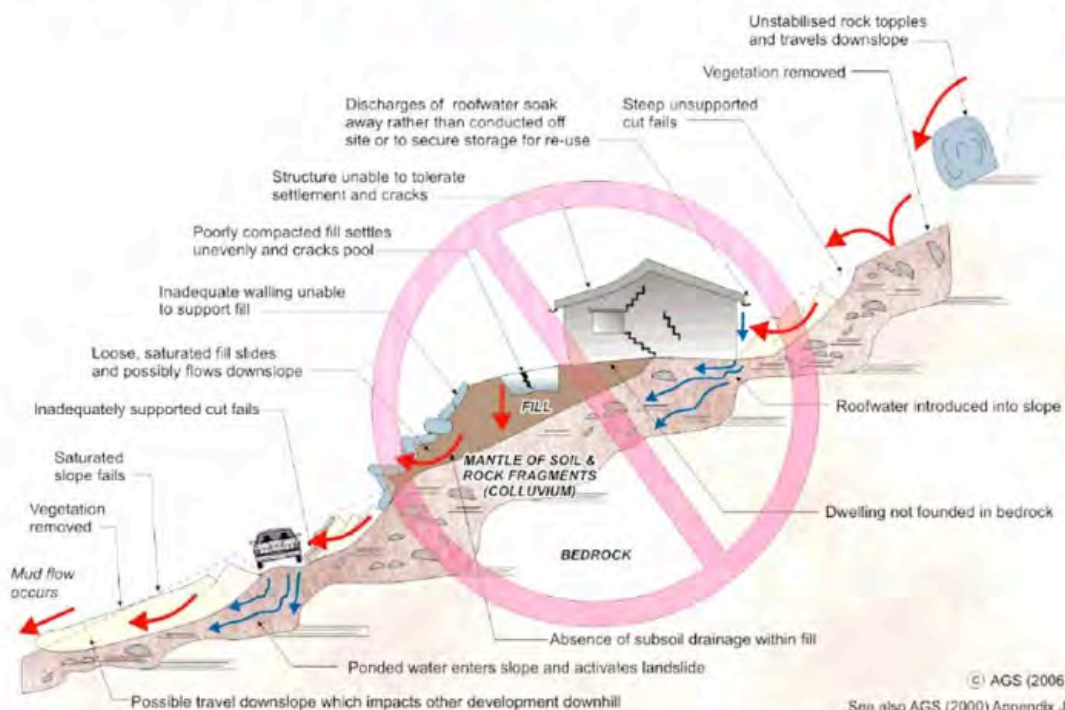 Unstabilised rock topples
and travels downslope
Vegetation removed
Discharges of roofwater soak
away rather than conducted off
site or to secure storage for re-use
Steep unsupported
cut fails
Structure unable to tolerate
settlement and cracks
Poorly compacted fill settles
unevenly and cracks pool
Inadequate walling unable
to support fill
Loose, saturated fill slides
and possibly flows downslope
Inadequately supported cut fails
Saturated
slope fails
Vegetation
removed
Mud flow
occurs
FILL
MANTLE OF SOIL &
ROCK FRAGMENTS
(COLLUVIUM)
BEDROCK
Roofwater introduced into slope
Dwelling not founded in bedrock
Absence of subsoil drainage within fill
Ponded water enters slope and activates landslide
Possible travel downslope which impacts other development downhill
© AGS (2006
See also AGS (2000) Appendix J